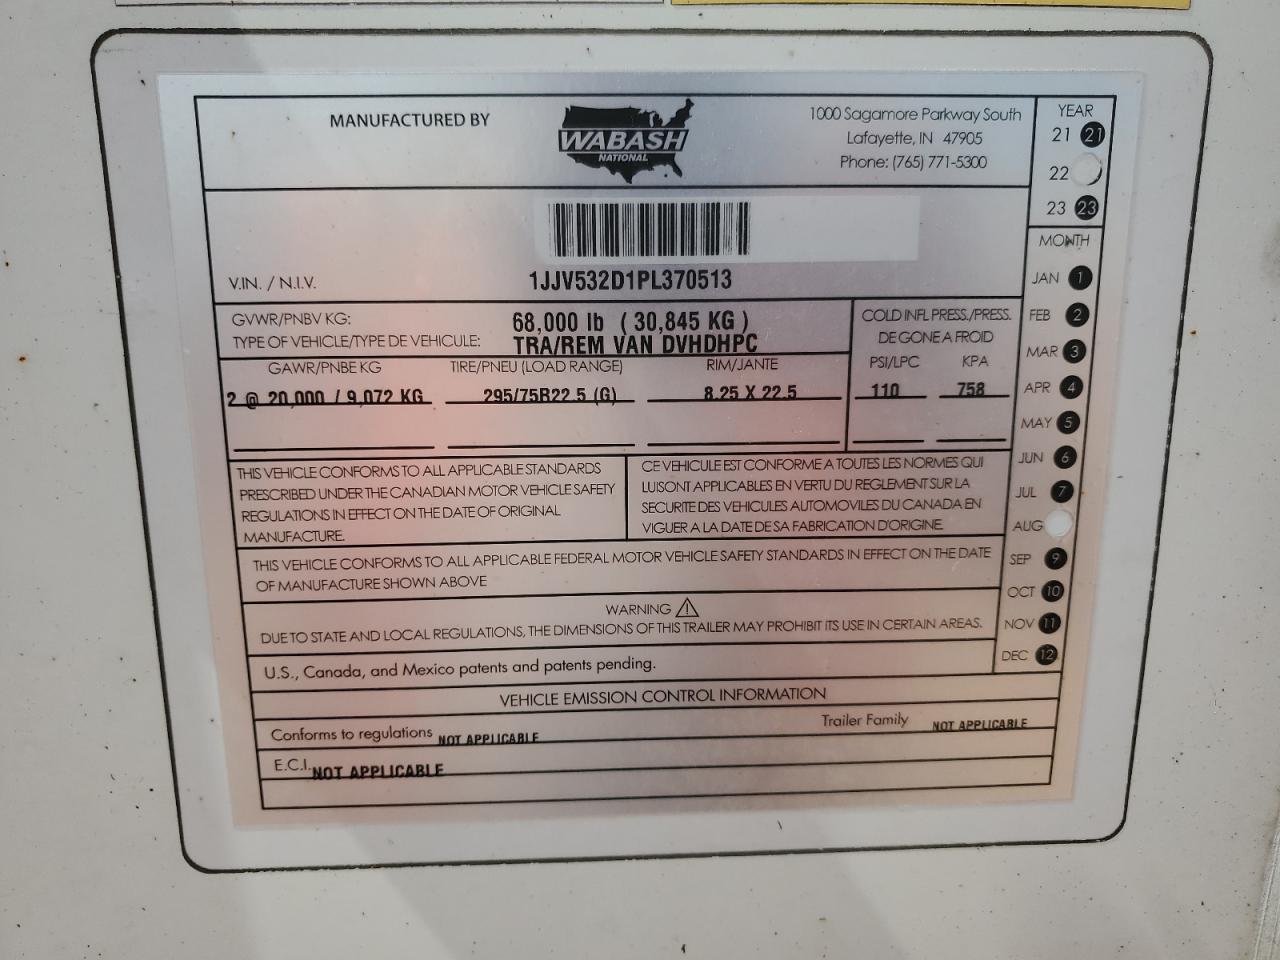 MANUFACTURED BY
WABASH
NATIONAL
1000 Sagamore Parkway South
Lafayette, IN 47905
Phone: (765) 771-5300
YEAR
21 21
22
23 23
MONTH
JAN 1
FEB 2
MAR 3
APR 4
MAY 5
JUN 6
JUL 7
AUG
SEP 9
OCT 10
NOV 11
DEC 12
V.IN. / N.I.V. 1JJV532D1PL370513
GVWR/PNBV KG: 68,000 lb ( 30,845 KG )
TYPE OF VEHICLE/TYPE DE VEHICULE: TRA/REM VAN DVHDHPC
COLD INFL PRESS./PRESS.
DE GONE A FROID
GAWR/PNBE KG TIRE/PNEU (LOAD RANGE) RIM/JANTE PSI/LPC KPA
2 @ 20,000 / 9,072 KG 295/75R22.5 (G) 8.25 X 22.5 110 758
THIS VEHICLE CONFORMS TO ALL APPLICABLE STANDARDS
PRESCRIBED UNDER THE CANADIAN MOTOR VEHICLE SAFETY
REGULATIONS IN EFFECT ON THE DATE OF ORIGINAL
MANUFACTURE.
CE VEHICULE EST CONFORME A TOUTES LES NORMES QUI
LUISONT APPLICABLES EN VERTU DU REGLEMENT SUR LA
SECURITE DES VEHICULES AUTOMOVILES DU CANADA EN
VIGUER A LA DATE DE SA FABRICATION D'ORIGINE.
THIS VEHICLE CONFORMS TO ALL APPLICABLE FEDERAL MOTOR VEHICLE SAFETY STANDARDS IN EFFECT ON THE DATE
OF MANUFACTURE SHOWN ABOVE
WARNING
DUE TO STATE AND LOCAL REGULATIONS, THE DIMENSIONS OF THIS TRAILER MAY PROHIBIT ITS USE IN CERTAIN AREAS.
U.S., Canada, and Mexico patents and patents pending.
VEHICLE EMISSION CONTROL INFORMATION
Conforms to regulations NOT APPLICABLE Trailer Family NOT APPLICABLE
E.C.I. NOT APPLICABLE